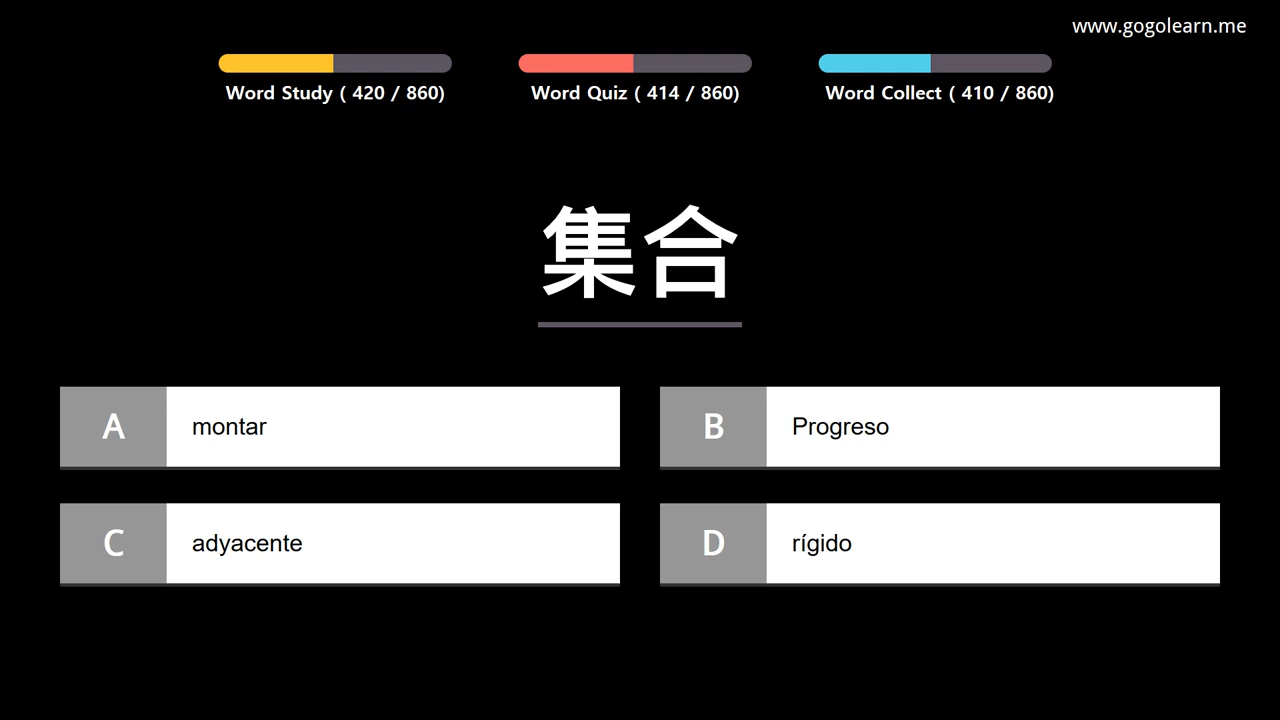 www.gogolearn.me
Word Study ( 420 / 860)
Word Quiz ( 414 / 860)
Word Collect ( 410 / 860)
集合
A montar
B Progreso
C adyacente
D rígido